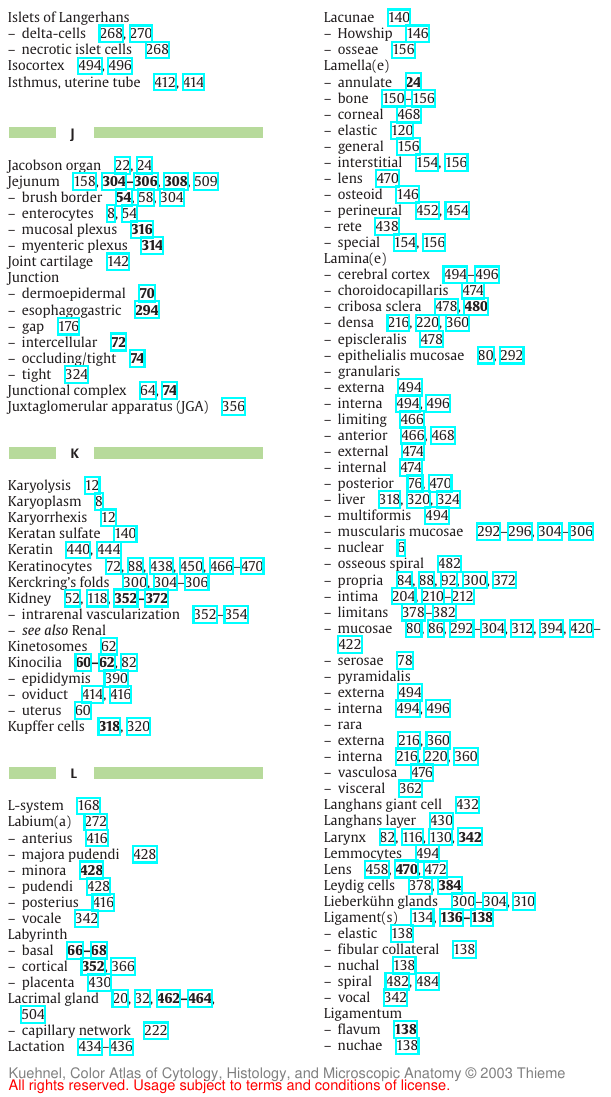 Islets of Langerhans
– delta-cells 268, 270
– necrotic islet cells 268
Isocortex 494, 496
Isthmus, uterine tube 412, 414
J
Jacobson organ 22, 24
Jejunum 158, 304–306, 308, 509
– brush border 54, 58, 304
– enterocytes 8, 54
– mucosal plexus 316
– myenteric plexus 314
Joint cartilage 142
Junction
– dermoepidermal 70
– esophagogastric 294
– gap 176
– intercellular 72
– occluding/tight 74
– tight 324
Junctional complex 64, 74
Juxtaglomerular apparatus (JGA) 356
K
Karyolysis 12
Karyoplasm 8
Karyorrhexis 12
Keratan sulfate 140
Keratin 440, 444
Keratinocytes 72, 88, 438, 450, 466–470
Kerckring's folds 300, 304–306
Kidney 52, 118, 352–372
– intrarenal vascularization 352–354
– see also Renal
Kinetosomes 62
Kinocilia 60–62, 82
– epididymis 390
– oviduct 414, 416
– uterus 60
Kupffer cells 318, 320
L
L-system 168
Labium(a) 272
– anterius 416
– majora pudendi 428
– minora 428
– pudendi 428
– posterius 416
– vocale 342
Labyrinth
– basal 66–68
– cortical 352, 366
– placenta 430
Lacrimal gland 20, 32, 462–464,
504
– capillary network 222
Lactation 434–436
Lacunae 140
– Howship 146
– osseae 156
Lamella(e)
– annulate 24
– bone 150–156
– corneal 468
– elastic 120
– general 156
– interstitial 154, 156
– lens 470
– osteoid 146
– perineural 452, 454
– rete 438
– special 154, 156
Lamina(e)
– cerebral cortex 494–496
– choroidocapillaris 474
– cribosa sclera 478, 480
– densa 216, 220, 360
– episcleralis 478
– epithelialis mucosae 80, 292
– granularis
– externa 494
– interna 494, 496
– limiting 466
– anterior 466, 468
– external 474
– internal 474
– posterior 76, 470
– liver 318, 320, 324
– multiformis 494
– muscularis mucosae 292–296, 304–306
– nuclear 6
– osseous spiral 482
– propria 84, 88, 92, 300, 372
– intima 204, 210–212
– limitans 378–382
– mucosae 80, 86, 292–304, 312, 394, 420–
422
– serosae 78
– pyramidalis
– externa 494
– interna 494, 496
– rara
– externa 216, 360
– interna 216, 220, 360
– vasculosa 476
– visceral 362
Langhans giant cell 432
Langhans layer 430
Larynx 82, 116, 130, 342
Lemmocytes 494
Lens 458, 470, 472
Leydig cells 378, 384
Lieberkühn glands 300–304, 310
Ligament(s) 134, 136–138
– elastic 138
– fibular collateral 138
– nuchal 138
– spiral 482, 484
– vocal 342
Ligamentum
– flavum 138
– nuchae 138
Kuehnel, Color Atlas of Cytology, Histology, and Microscopic Anatomy © 2003 Thieme
All rights reserved. Usage subject to terms and conditions of license.